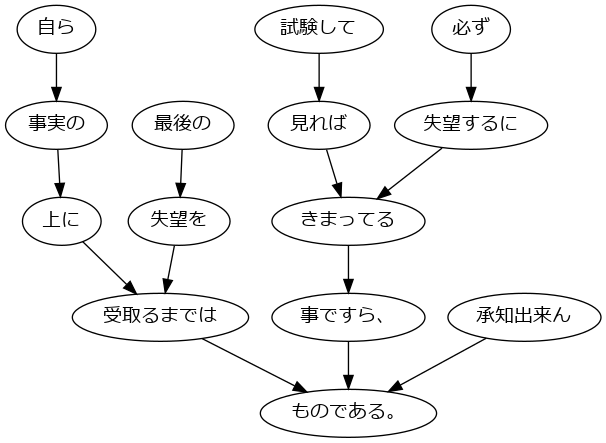 自ら 試験して 必ず
事実の 最後の 見れば 失望するに
上に 失望を きまってる
受取るまでは 事ですら、 承知出来ん
ものである。